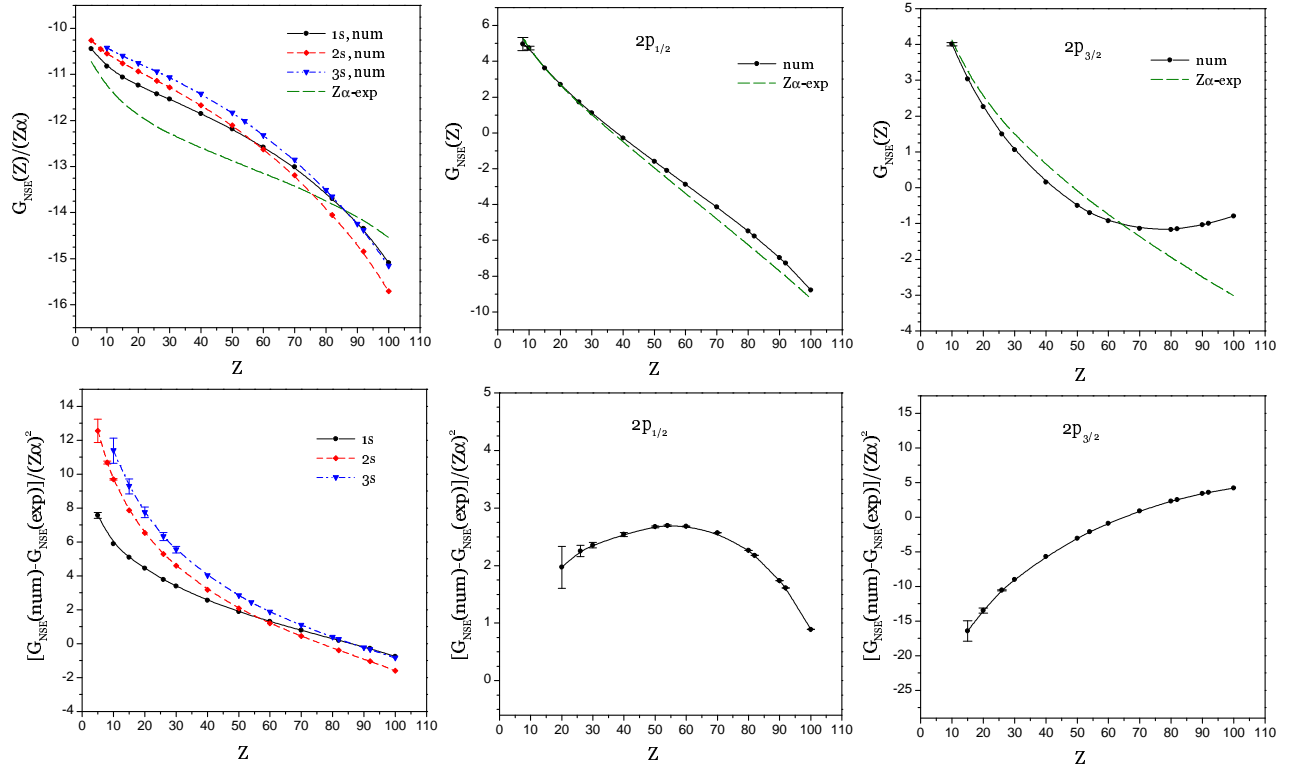 -10
-11
-12
-13
-14
-15
-16
0 10 20 30 40 50 60 70 80 90 100 110
G_NSE(Z)/(Zα)
Z
1s, num
2s, num
3s, num
Zα-exp
6
4
2
0
-2
-4
-6
-8
-10
0 10 20 30 40 50 60 70 80 90 100 110
G_NSE(Z)
Z
2p_1/2
num
Zα-exp
5
4
3
2
1
0
-1
-2
-3
-4
0 10 20 30 40 50 60 70 80 90 100 110
G_NSE(Z)
Z
2p_3/2
num
Zα-exp
14
12
10
8
6
4
2
0
-2
-4
0 10 20 30 40 50 60 70 80 90 100 110
[G_NSE(num)-G_NSE(exp)]/(Zα)²
Z
1s
2s
3s
5
4
3
2
1
0
0 10 20 30 40 50 60 70 80 90 100 110
[G_NSE(num)-G_NSE(exp)]/(Zα)²
Z
2p_1/2
15
10
5
0
-5
-10
-15
-20
-25
0 10 20 30 40 50 60 70 80 90 100 110
[G_NSE(num)-G_NSE(exp)]/(Zα)²
Z
2p_3/2